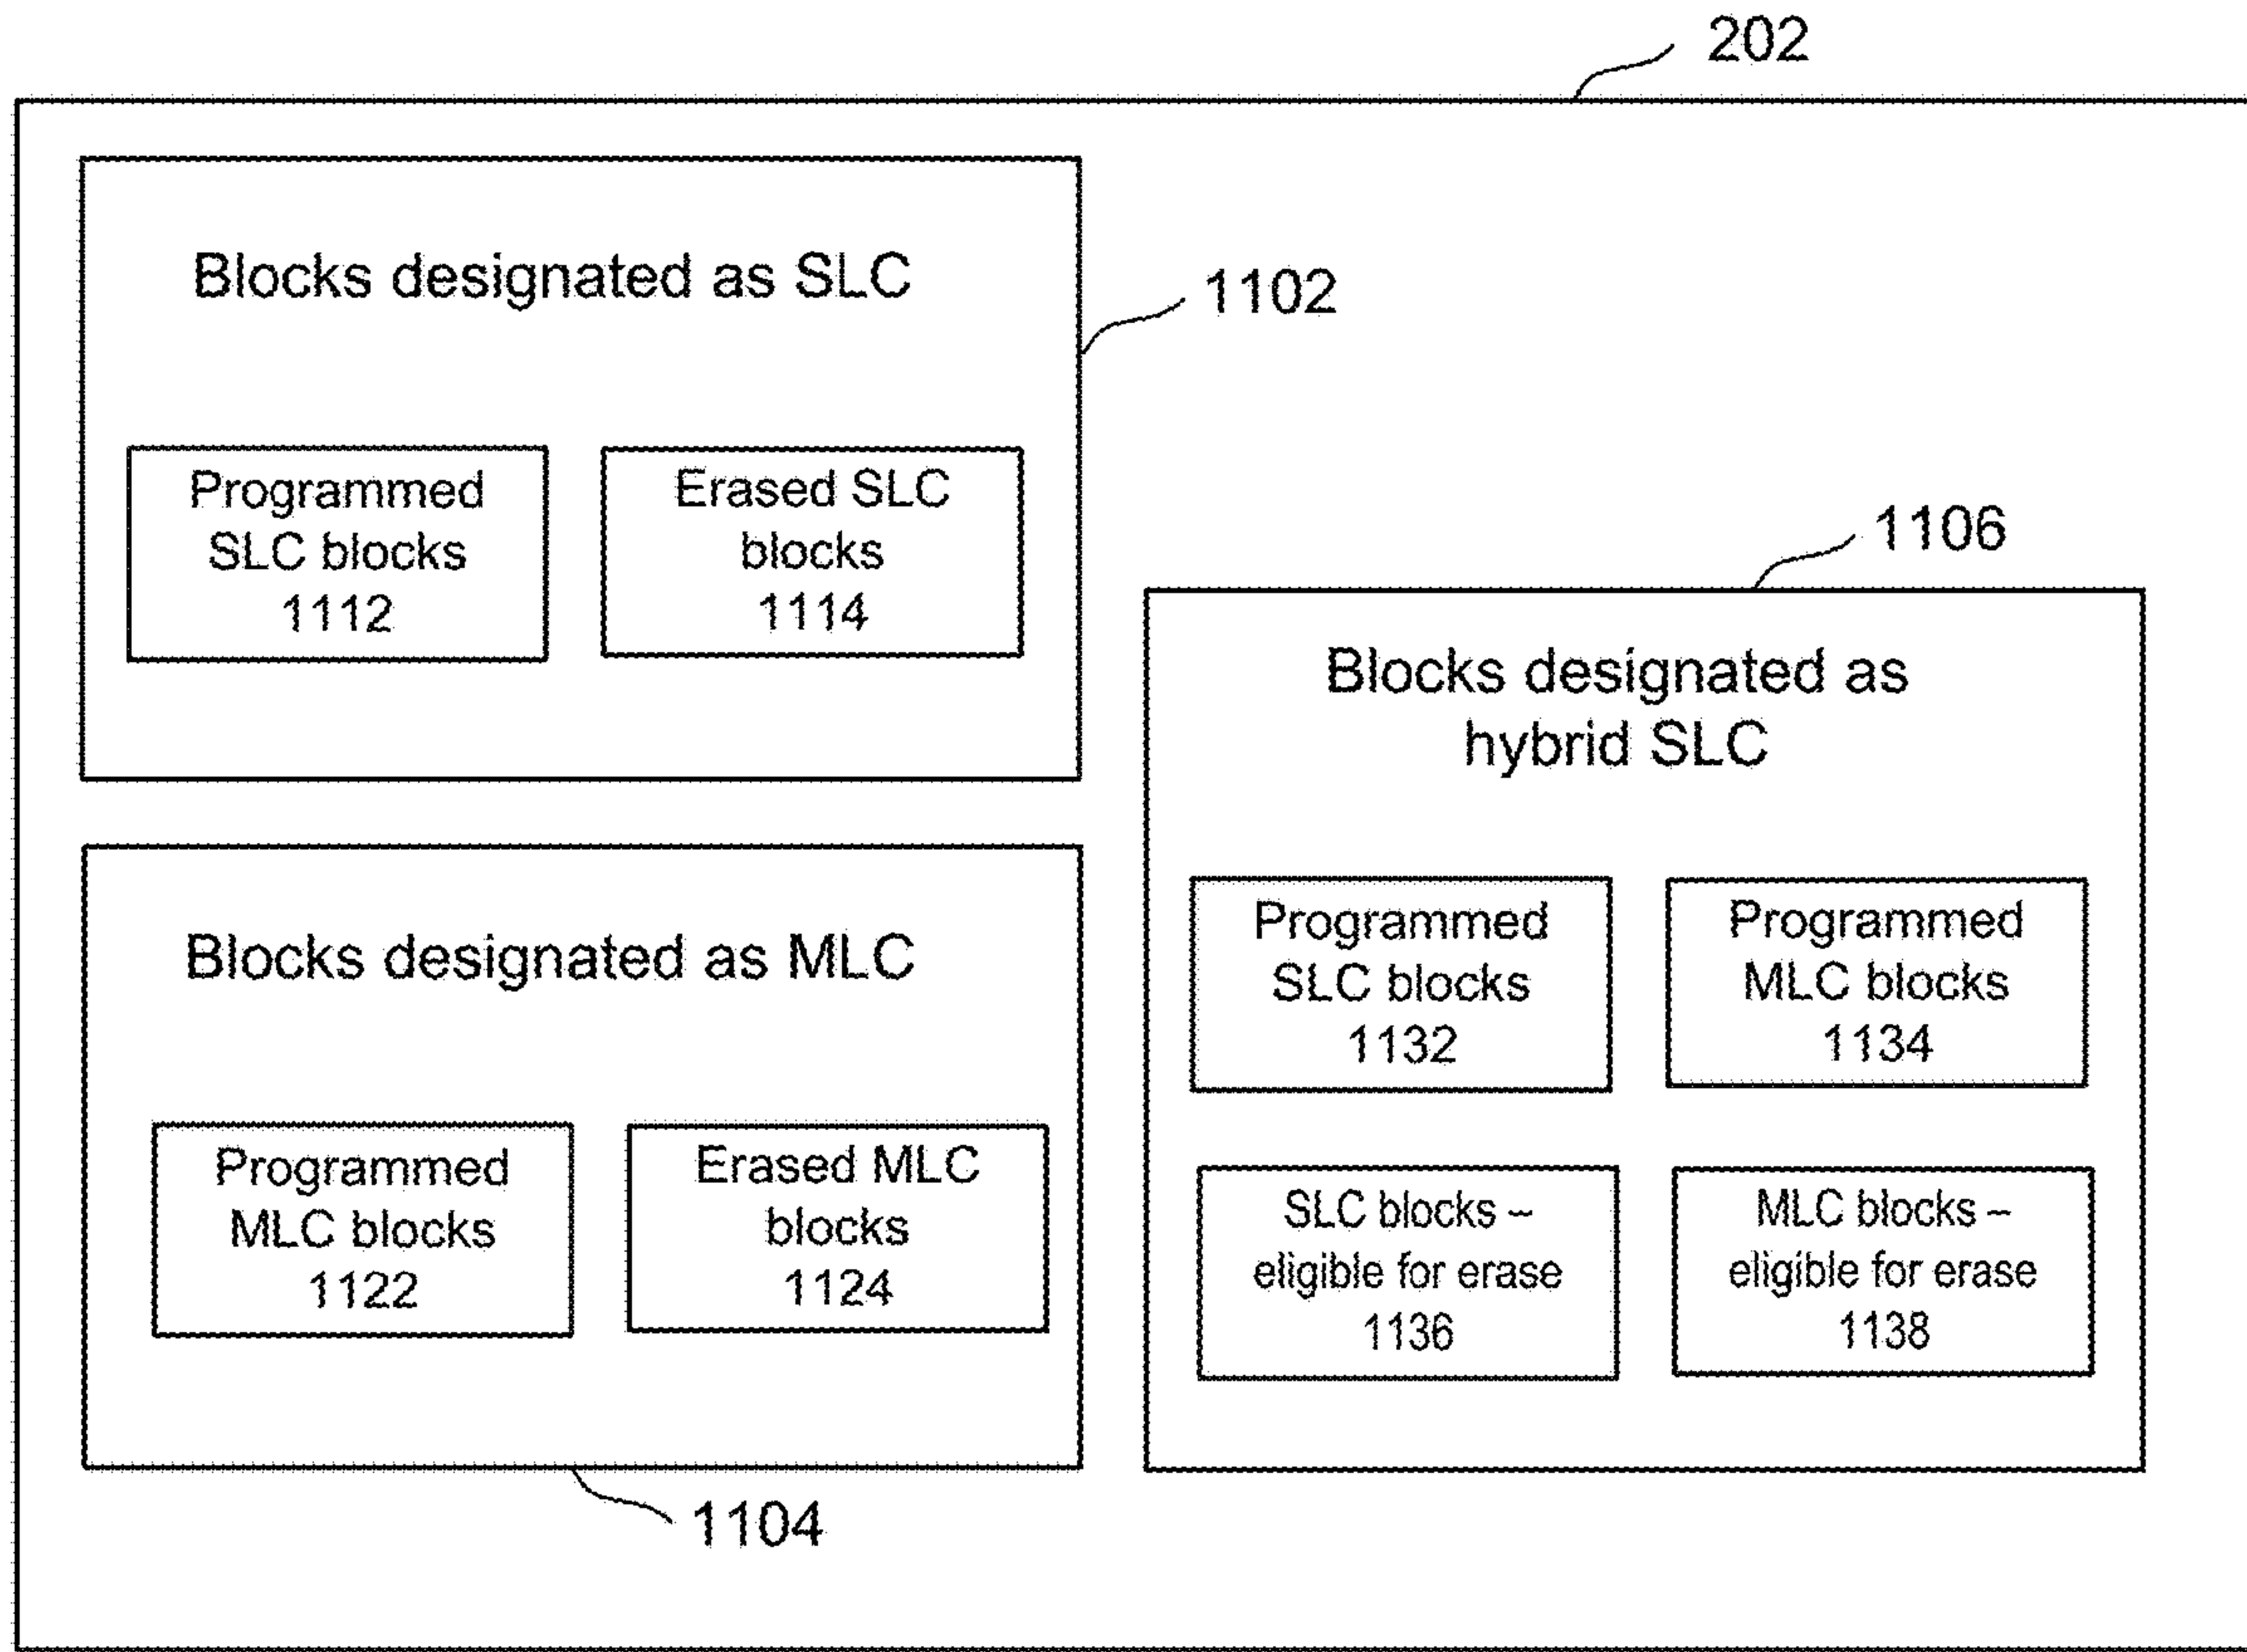 202
Blocks designated as SLC
1102
Programmed
SLC blocks
1112
Erased SLC
blocks
1114
1106
Blocks designated as
hybrid SLC
Programmed
SLC blocks
1132
Programmed
MLC blocks
1134
SLC blocks –
eligible for erase
1136
MLC blocks –
eligible for erase
1138
Blocks designated as MLC
Programmed
MLC blocks
1122
Erased MLC
blocks
1124
1104